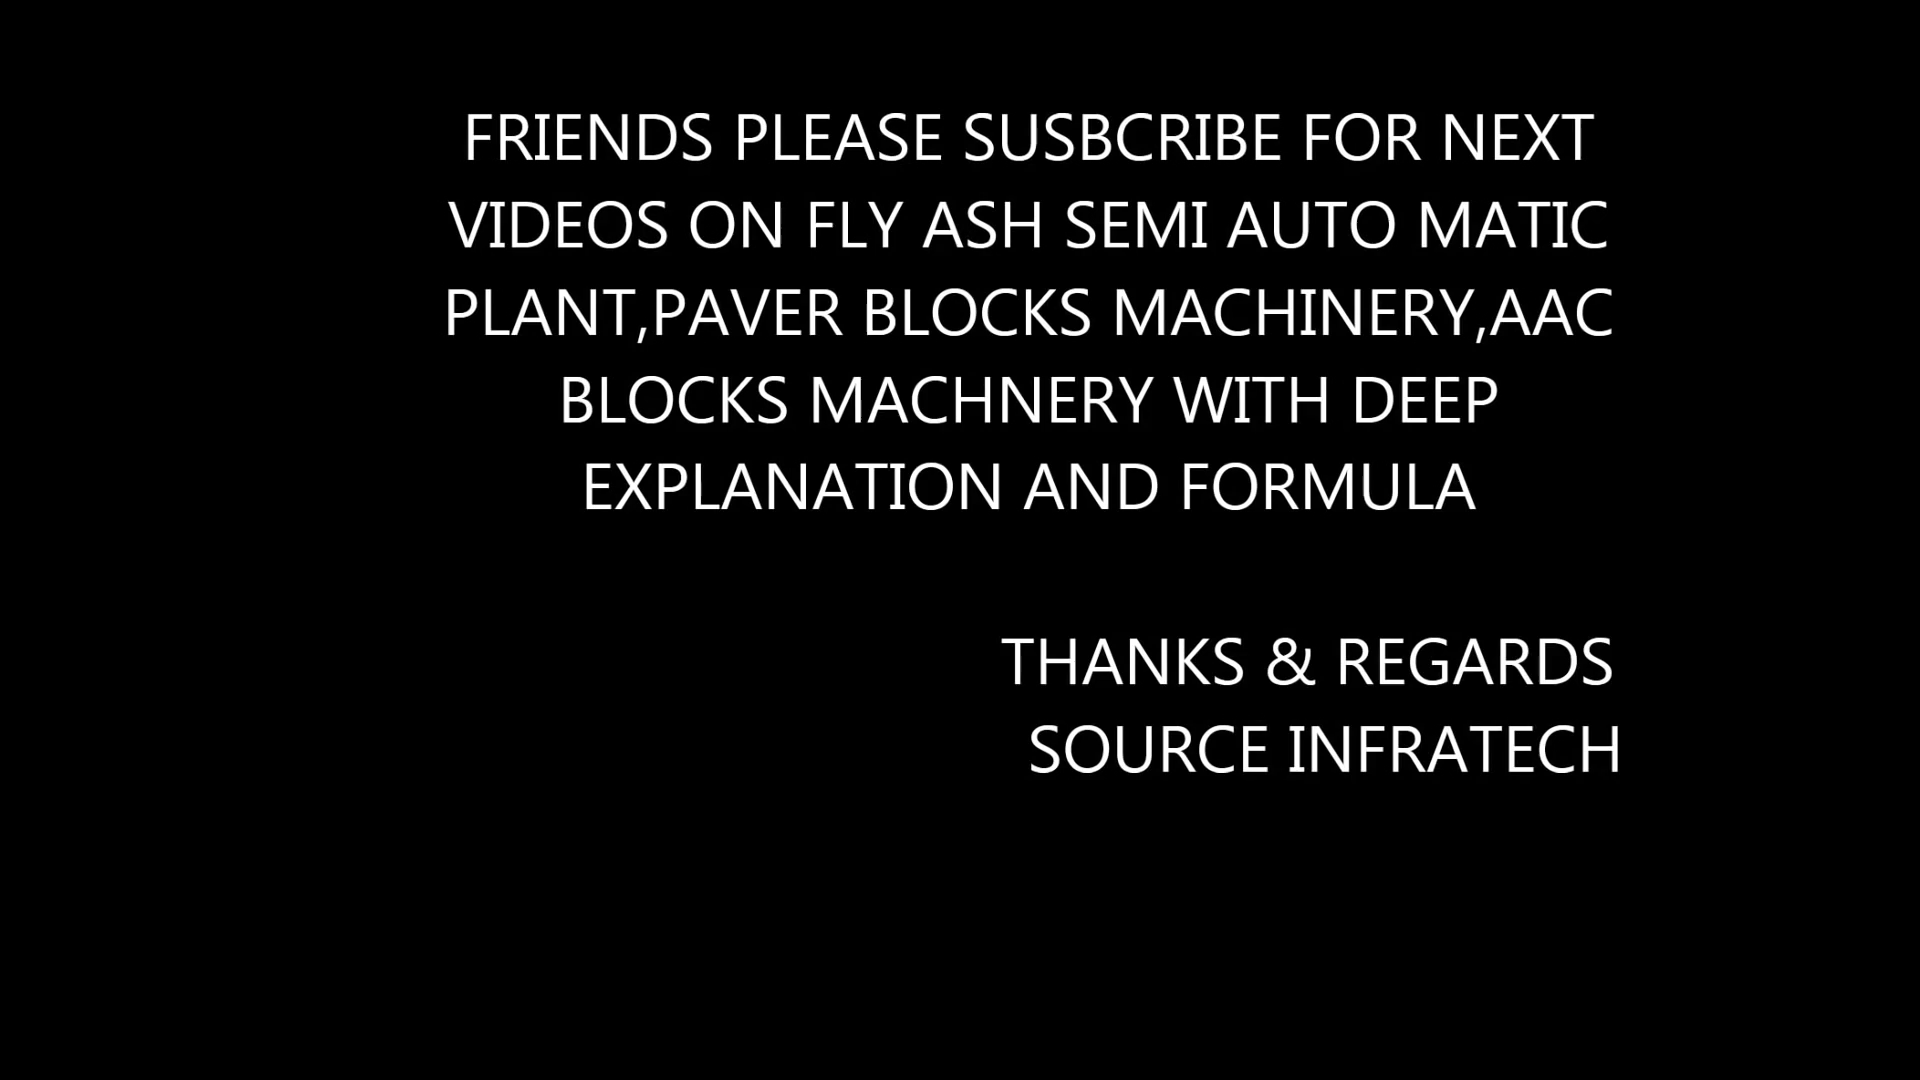 FRIENDS PLEASE SUSBCRIBE FOR NEXT
VIDEOS ON FLY ASH SEMI AUTO MATIC
PLANT,PAVER BLOCKS MACHINERY,AAC
BLOCKS MACHNERY WITH DEEP
EXPLANATION AND FORMULA
THANKS & REGARDS
SOURCE INFRATECH